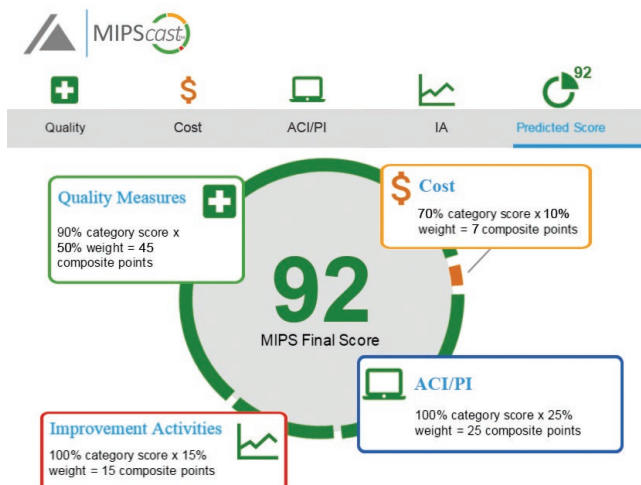 MIPScast
92
Quality
Cost
ACI/PI
IA
Predicted Score
Quality Measures
90% category score x
50% weight = 45
composite points
$ Cost
70% category score x 10%
weight = 7 composite points
92
MIPS Final Score
ACI/PI
100% category score x 25%
weight = 25 composite points
Improvement Activities
100% category score x 15%
weight = 15 composite points